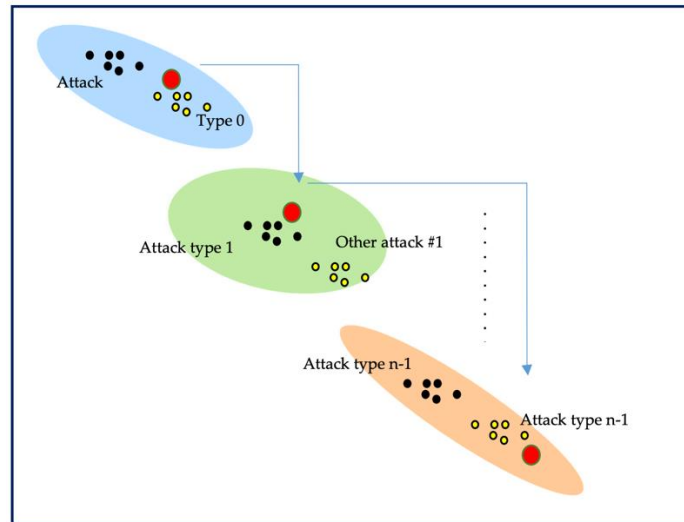 Attack
Type 0
Attack type 1
Other attack #1
Attack type n-1
Attack type n-1